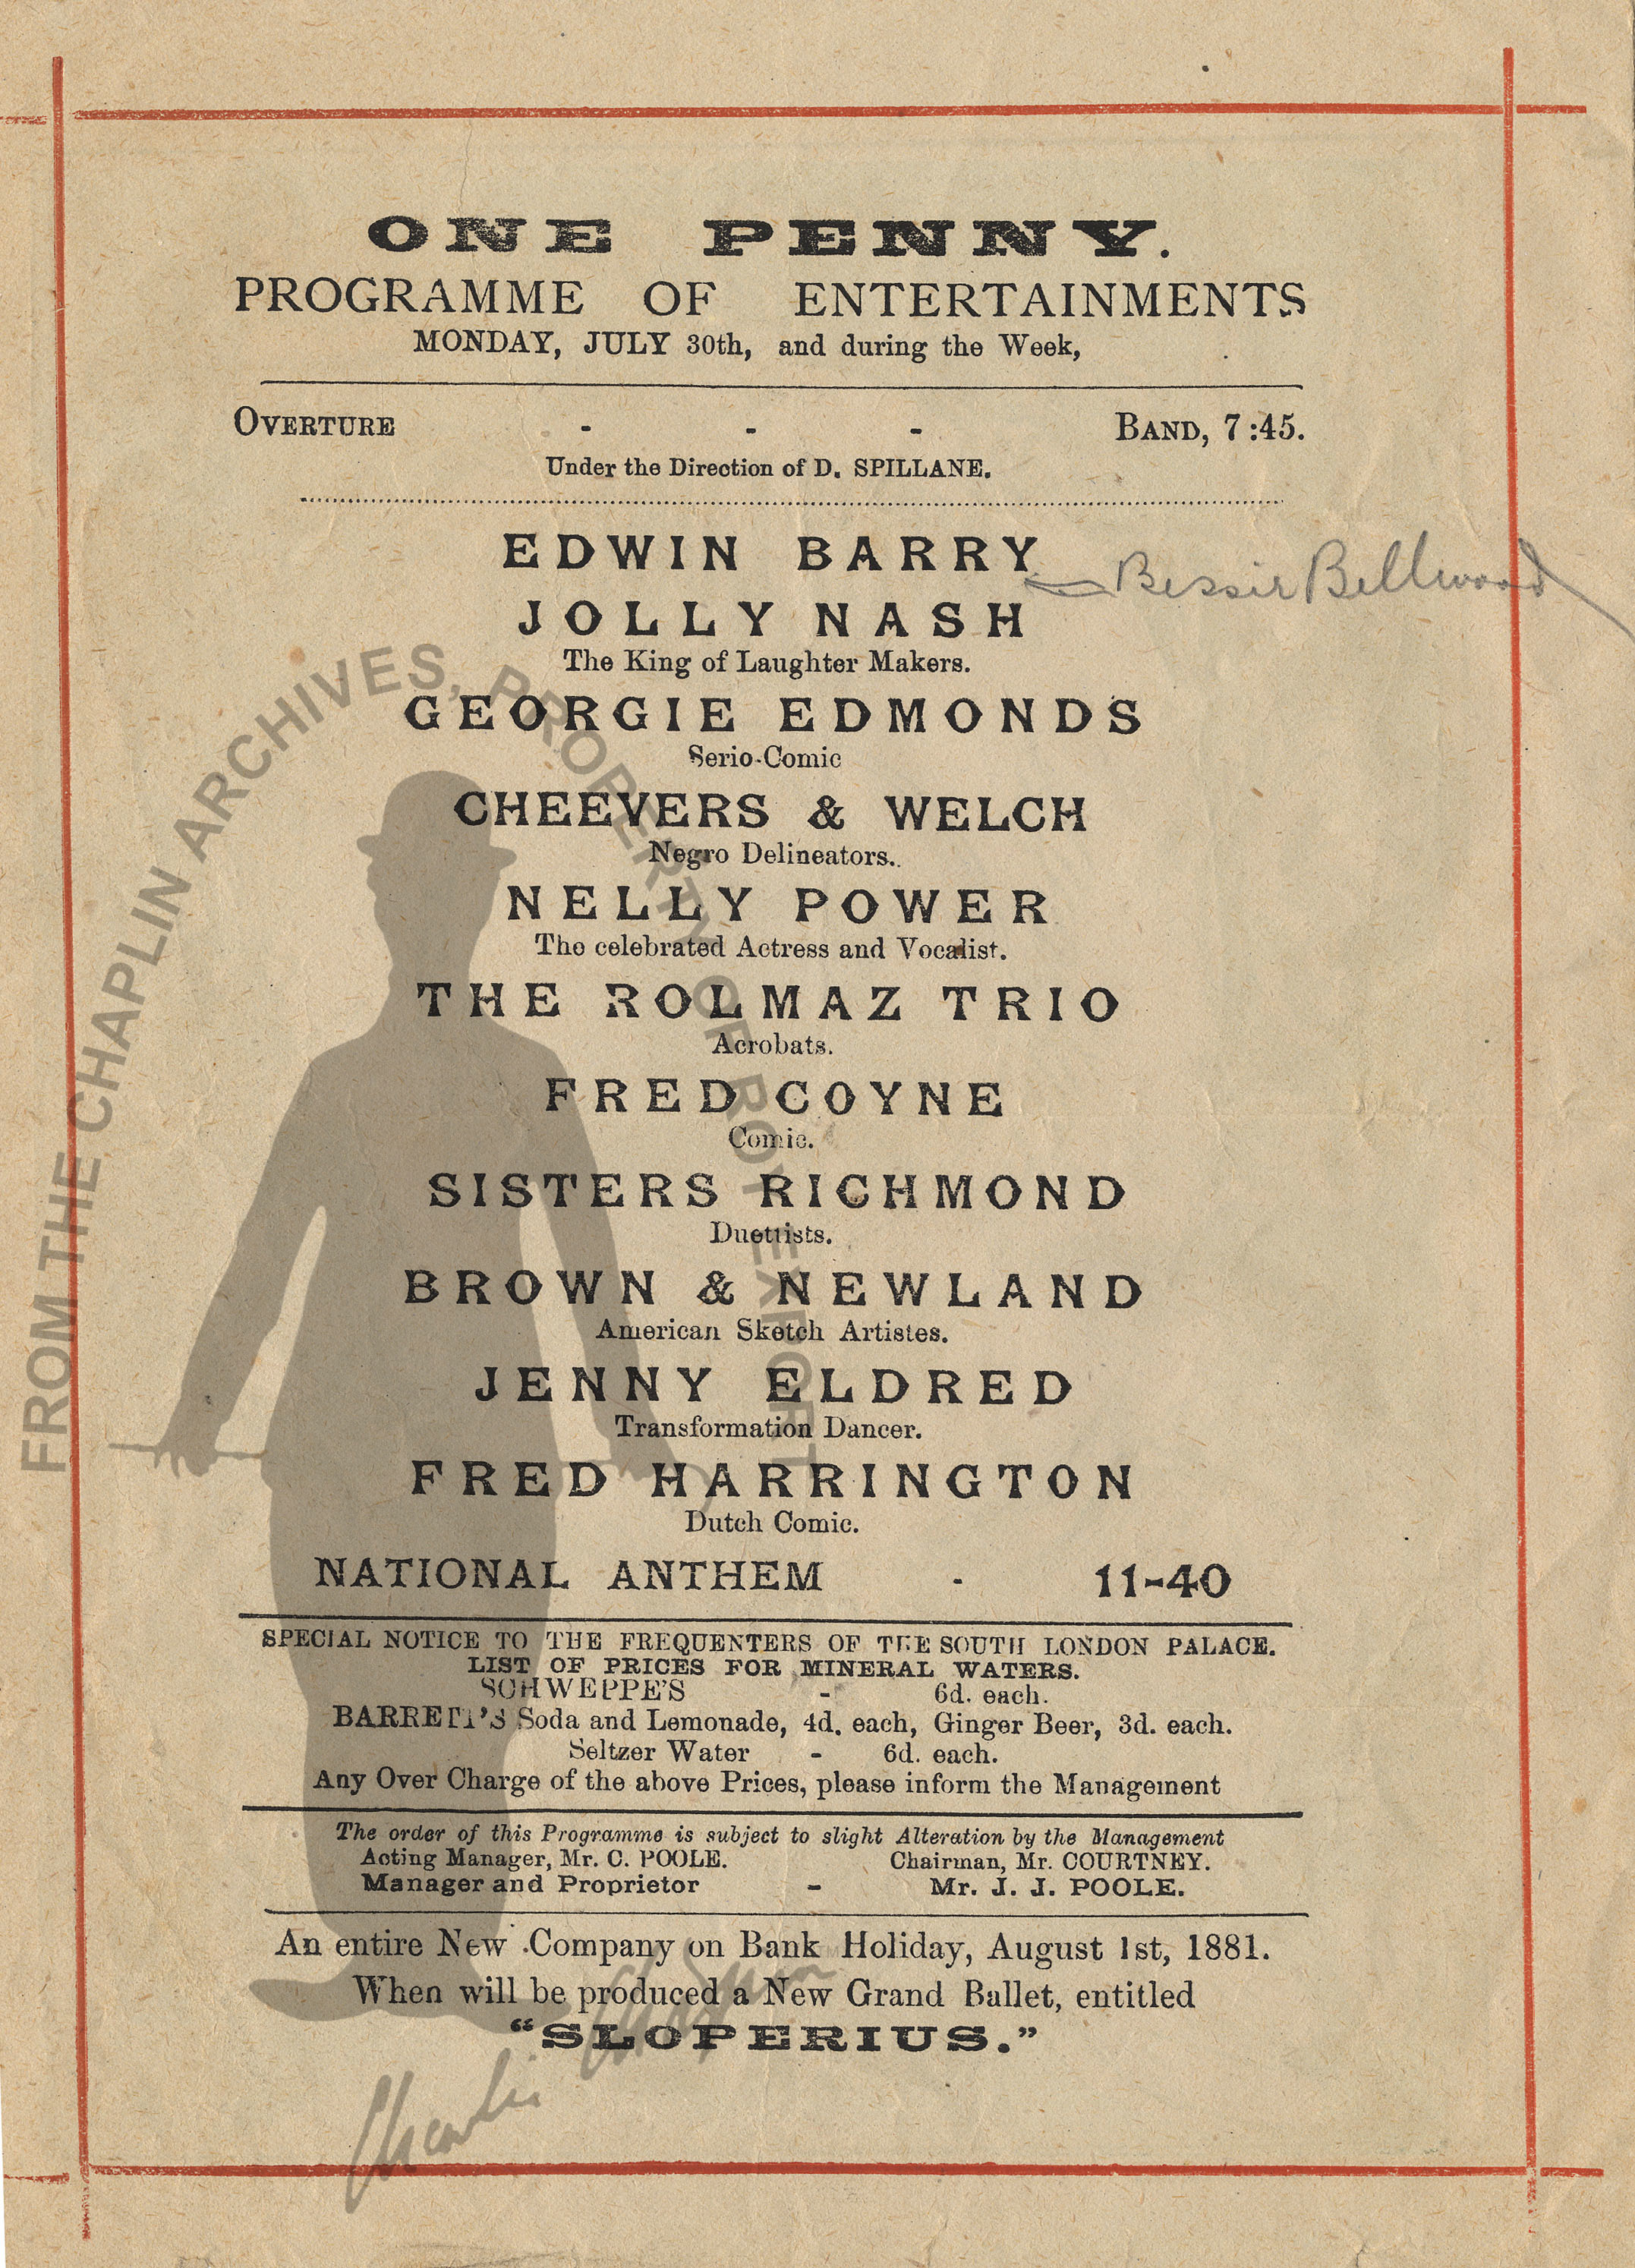 ONE PENNY.
PROGRAMME OF ENTERTAINMENTS
MONDAY, JULY 30th, and during the Week,
OVERTURE - - - BAND, 7:45.
Under the Direction of D. SPILLANE.
EDWIN BARRY
Bessie Bellwood
JOLLY NASH
The King of Laughter Makers.
GEORGIE EDMONDS
Serio-Comic
CHEEVERS & WELCH
Negro Delineators.
NELLY POWER
The celebrated Actress and Vocalist.
THE ROLMAZ TRIO
Acrobats.
FRED COYNE
Comic.
SISTERS RICHMOND
Duettists.
BROWN & NEWLAND
American Sketch Artistes.
JENNY ELDRED
Transformation Dancer.
FRED HARRINGTON
Dutch Comic.
NATIONAL ANTHEM - 11-40
SPECIAL NOTICE TO THE FREQUENTERS OF THE SOUTH LONDON PALACE.
LIST OF PRICES FOR MINERAL WATERS.
SCHWEPPE'S - 6d. each.
BARRETT'S Soda and Lemonade, 4d. each, Ginger Beer, 3d. each.
Seltzer Water - 6d. each.
Any Over Charge of the above Prices, please inform the Management
The order of this Programme is subject to slight Alteration by the Management
Acting Manager, Mr. C. POOLE. Chairman, Mr. COURTNEY.
Manager and Proprietor - Mr. J. J. POOLE.
An entire New Company on Bank Holiday, August 1st, 1881.
When will be produced a New Grand Ballet, entitled
"SLOPERIUS."
FROM THE CHAPLIN ARCHIVES, PROPERTY OF ROY EXPORT
Charlie Chaplin